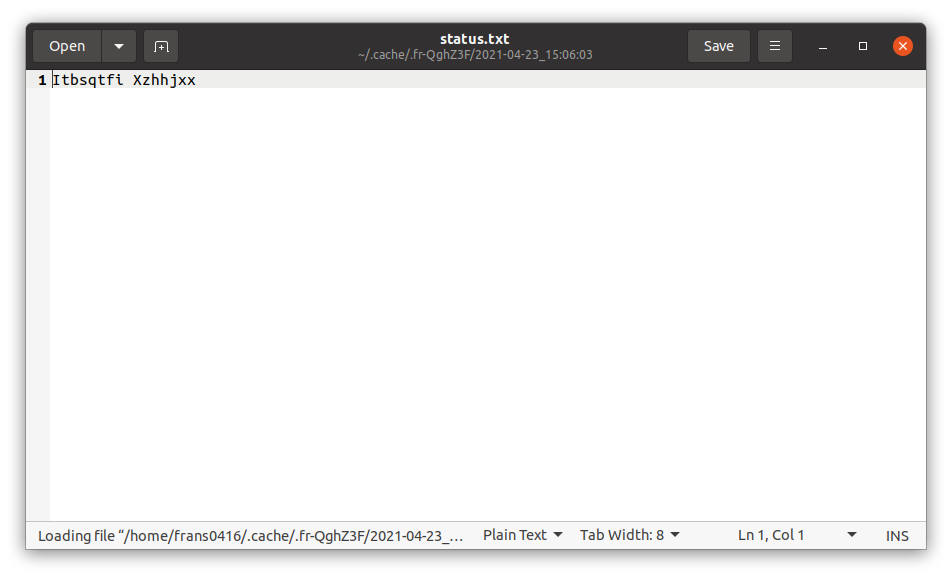 Open
status.txt
~/.cache/.fr-QghZ3F/2021-04-23_15:06:03
Save
1 Itbsqtfi Xzhhjxx
Loading file “/home/frans0416/.cache/.fr-QghZ3F/2021-04-23_… Plain Text Tab Width: 8 Ln 1, Col 1 INS